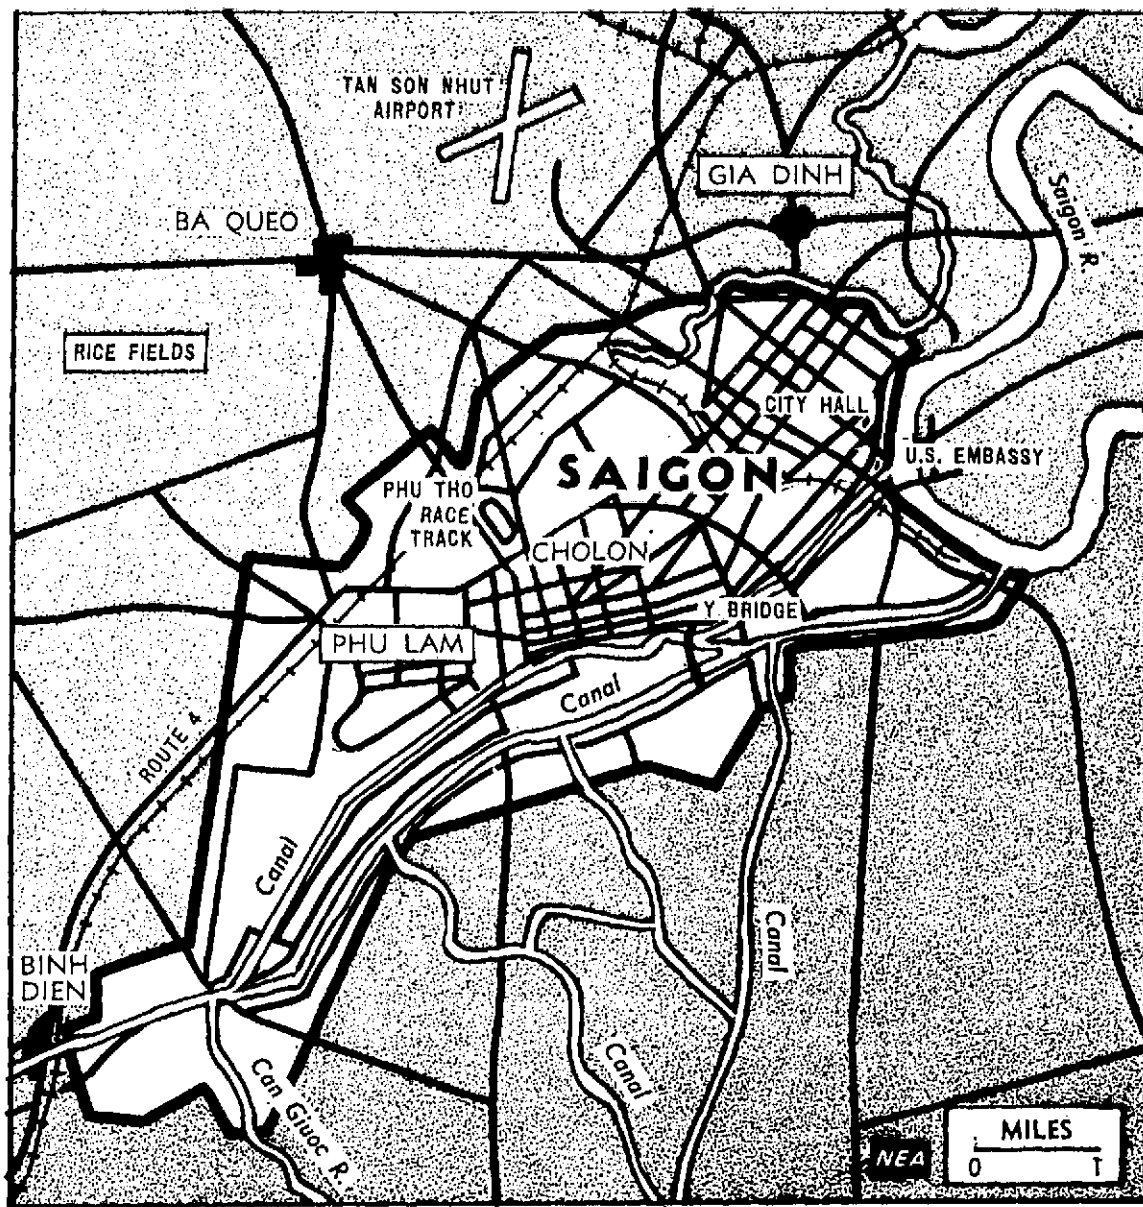 TAN SON NHUT
AIRPORT
GIA DINH
Saigon R.
BA QUEO
RICE FIELDS
CITY HALL
U.S. EMBASSY
SAIGON
PHU THO
RACE
TRACK
CHOLON
Y. BRIDGE
PHU LAM
Canal
ROUTE 4
Canal
BINH
DIEN
Canal
Canal
Can Giuoc R.
NEA
MILES
0 1